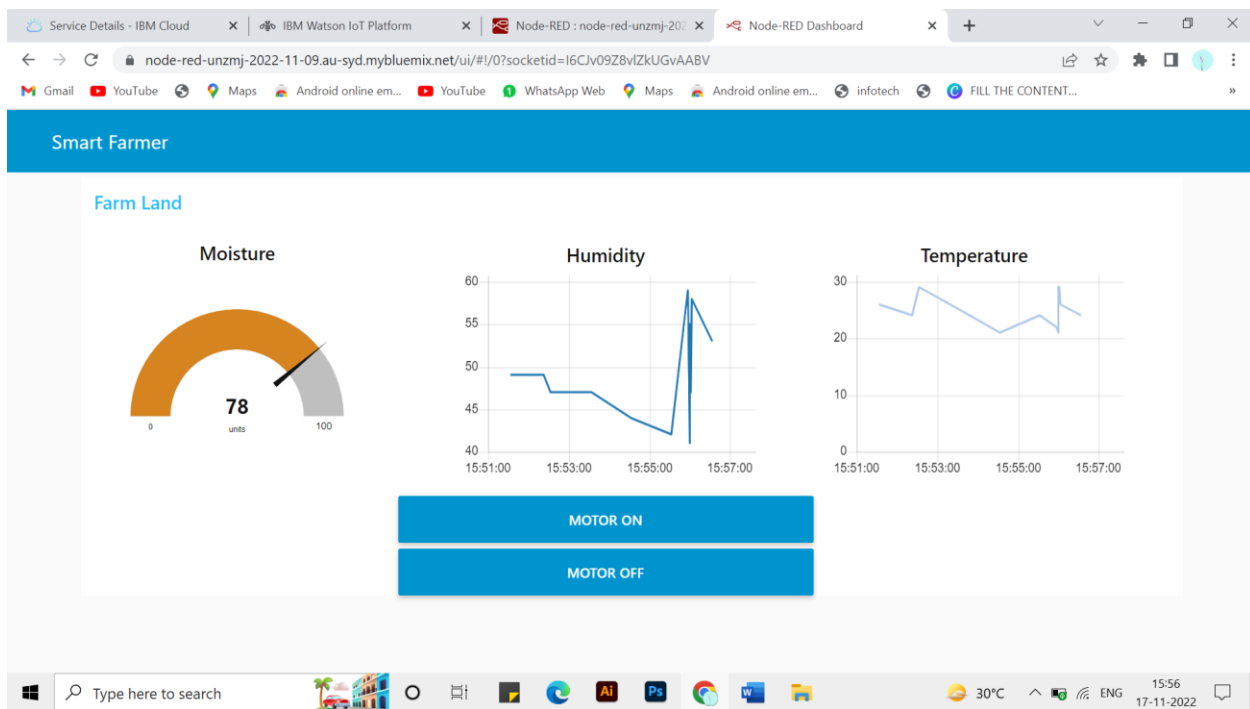 Service Details - IBM Cloud
IBM Watson IoT Platform
Node-RED : node-red-unzmj-202
Node-RED Dashboard
node-red-unzmj-2022-11-09.au-syd.mybluemix.net/ui/#!/0?socketid=I6CJv09Z8vlZkUGvAABV
Gmail YouTube Maps Android online em... YouTube WhatsApp Web Maps Android online em... infotech FILL THE CONTENT... »
Smart Farmer
Farm Land
Moisture
78
units
0
100
Humidity
60
55
50
45
40
15:51:00 15:53:00 15:55:00 15:57:00
Temperature
30
20
10
0
15:51:00 15:53:00 15:55:00 15:57:00
MOTOR ON
MOTOR OFF
Type here to search
Ai
Ps
W
30°C
ENG
15:56
17-11-2022